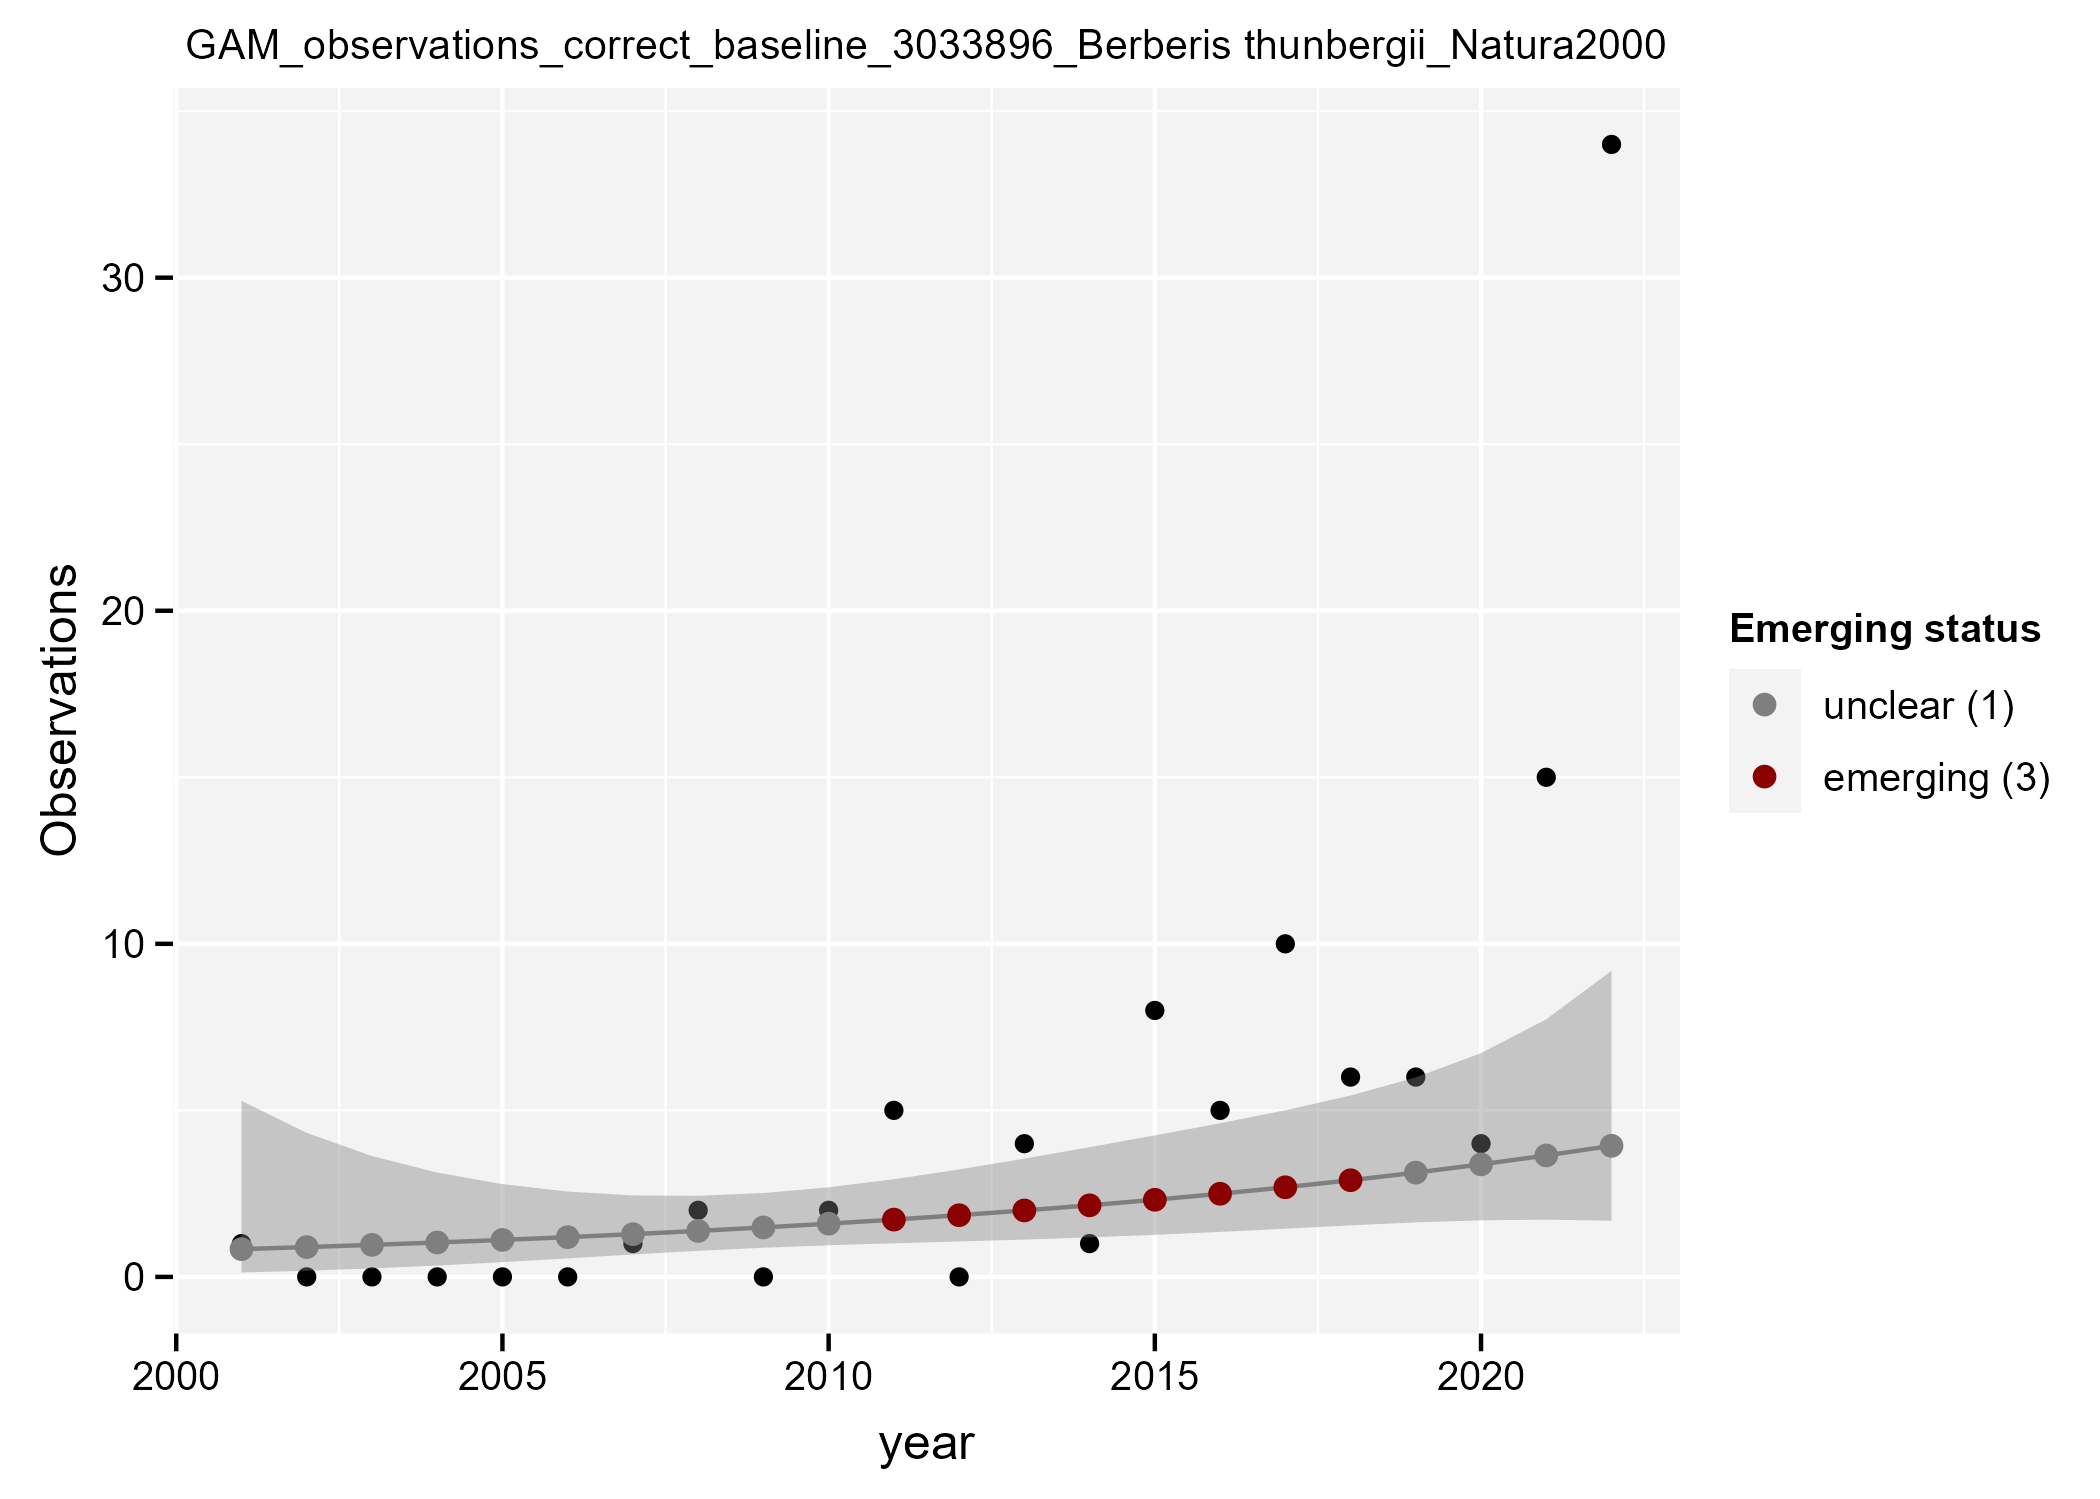 GAM_observations_correct_baseline_3033896_Berberis thunbergii_Natura2000
Observations
30
20
10
0
2000 2005 2010 2015 2020
year
Emerging status
unclear (1)
emerging (3)